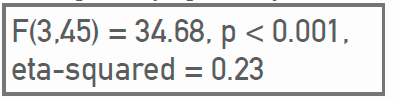 F(3,45) = 34.68, p < 0.001,
eta-squared = 0.23